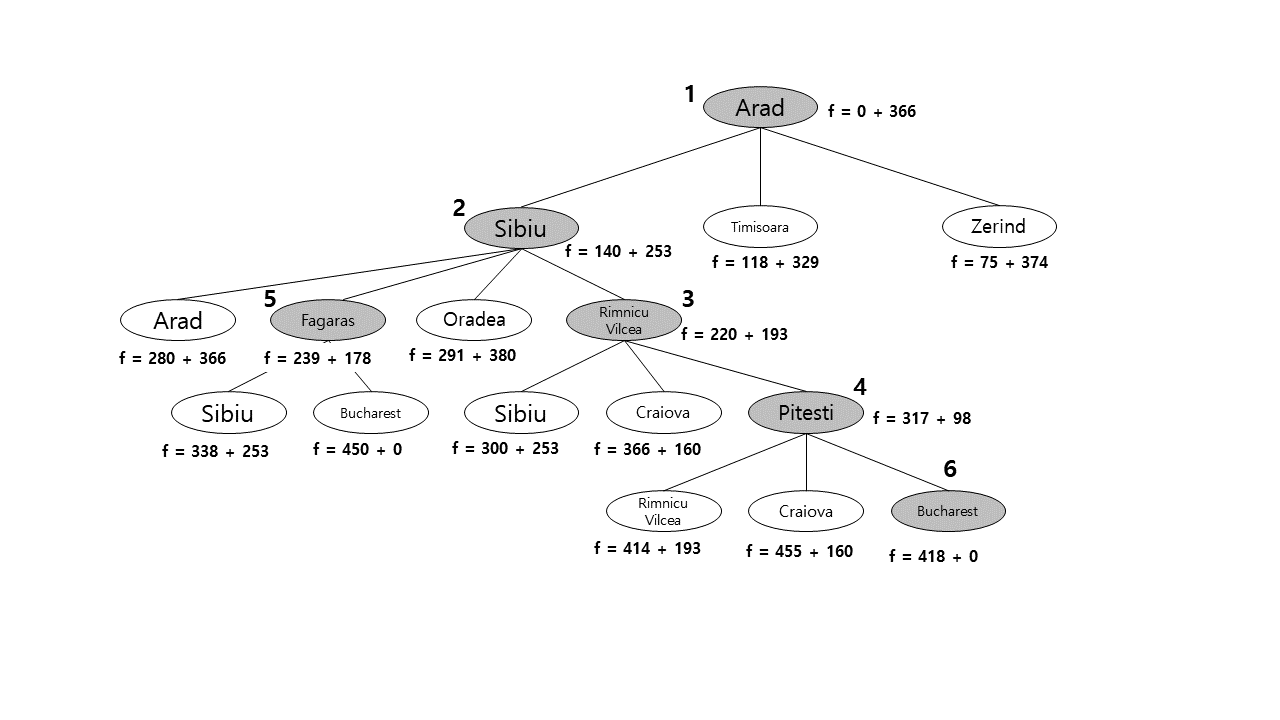 1
Arad
f = 0 + 366
2
Sibiu
f = 140 + 253
Timisoara
f = 118 + 329
Zerind
f = 75 + 374
Arad
f = 280 + 366
5
Fagaras
f = 239 + 178
Oradea
f = 291 + 380
Rimnicu
Vilcea
3
f = 220 + 193
Sibiu
f = 338 + 253
Bucharest
f = 450 + 0
Sibiu
f = 300 + 253
Craiova
f = 366 + 160
Pitesti
4
f = 317 + 98
Rimnicu
Vilcea
f = 414 + 193
Craiova
f = 455 + 160
6
Bucharest
f = 418 + 0